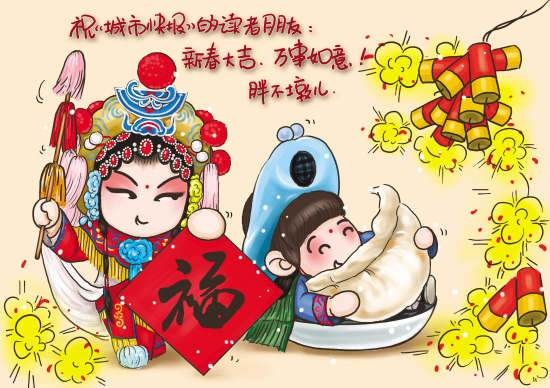 祝《城市快报》的读者朋友：
新春大吉、万事如意！
胖不墩儿
福